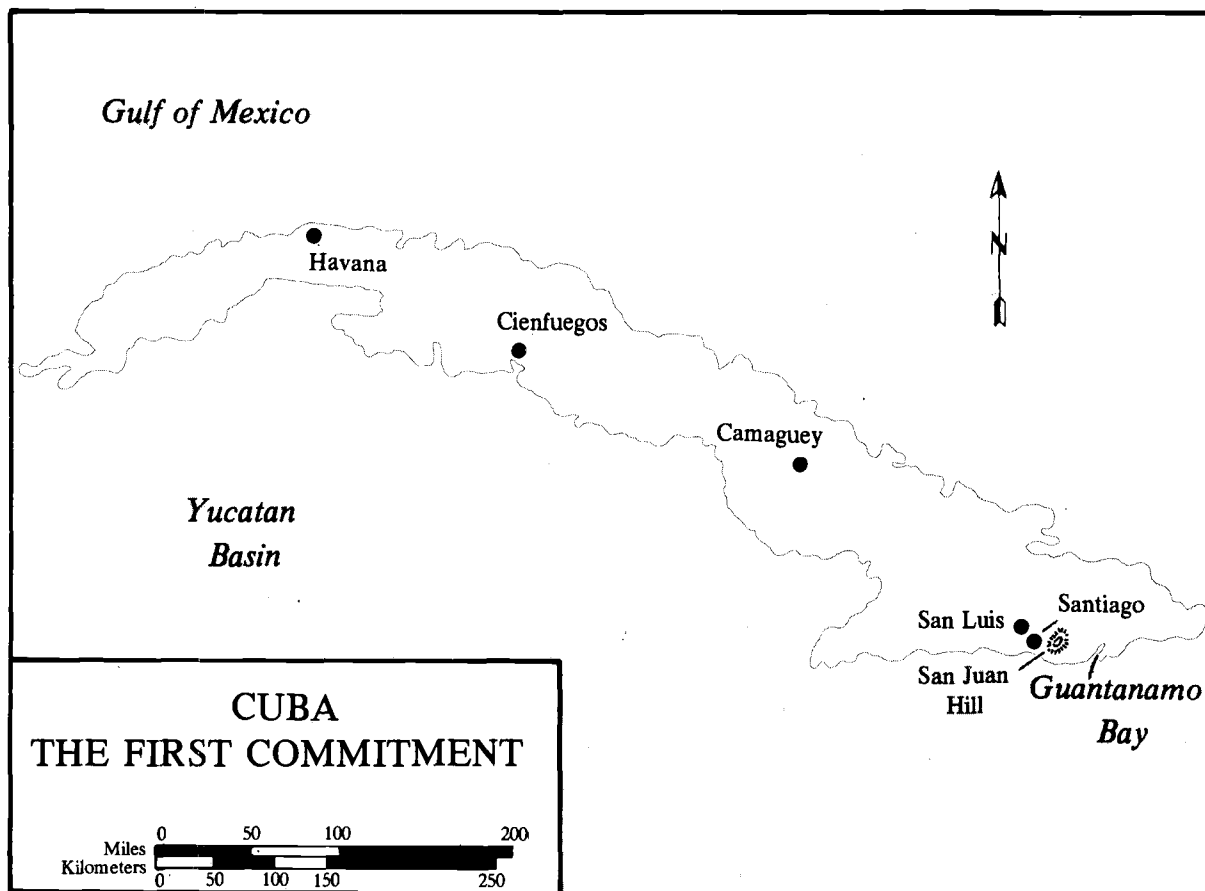 Gulf of Mexico
N
Havana
Cienfuegos
Camaguey
Yucatan
Basin
San Luis
Santiago
San Juan
Hill
Guantanamo
Bay
CUBA
THE FIRST COMMITMENT
0 50 100 200
Miles
Kilometers
0 50 100 150 250